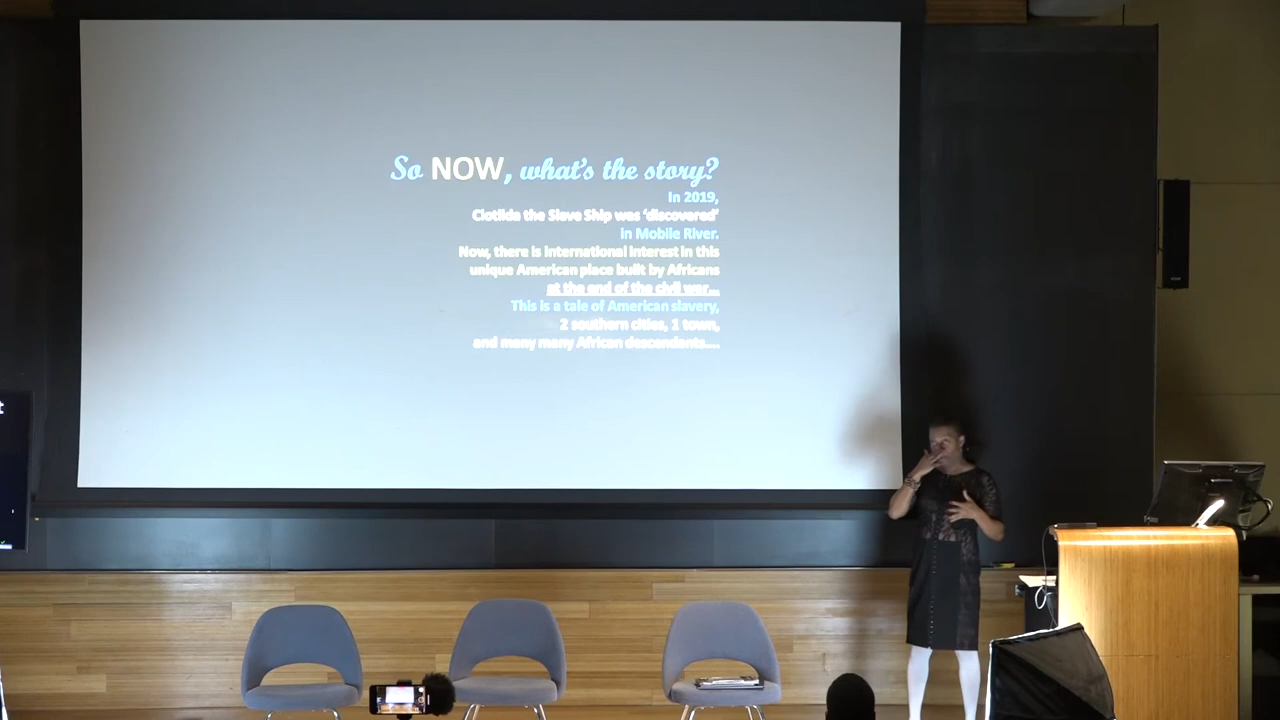 So NOW, what's the story?
In 2019,
Clotilda the Slave Ship was 'discovered'
in Mobile River.
Now, there is international interest in this
unique American place built by Africans
at the end of the civil war...
This is a tale of American slavery,
2 southern cities, 1 town,
and many many African descendants....